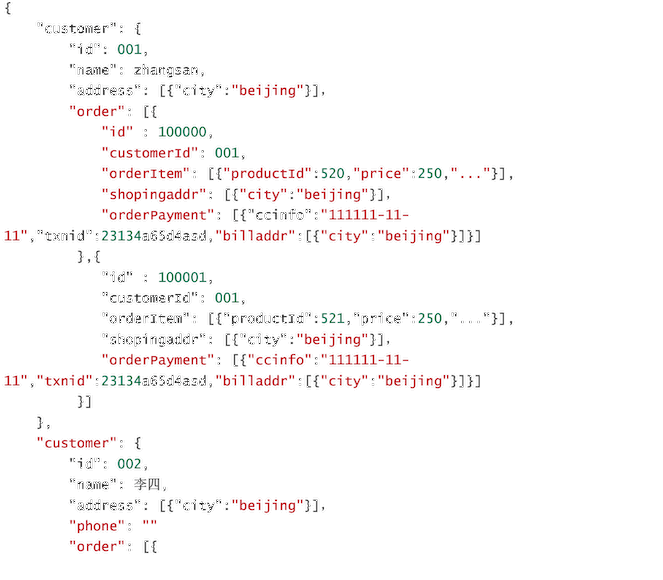 {
    "customer": {
        "id": 001,
        "name": zhangsan,
        "address": [{"city":"beijing"}],
        "order": [{
            "id" : 100000,
            "customerId": 001,
            "orderItem": [{"productId":520,"price":250,"..."}],
            "shopingaddr": [{"city":"beijing"}],
            "orderPayment": [{"ccinfo":"111111-11-
11","txnid":23134a65d4asd,"billaddr":[{"city":"beijing"}]}]
         },{
            "id" : 100001,
            "customerId": 001,
            "orderItem": [{"productId":521,"price":250,"..."}],
            "shopingaddr": [{"city":"beijing"}],
            "orderPayment": [{"ccinfo":"111111-11-
11","txnid":23134a65d4asd,"billaddr":[{"city":"beijing"}]}]
         }]
    },
    "customer": {
        "id": 002,
        "name": 李四,
        "address": [{"city":"beijing"}],
        "phone": ""
        "order": [{